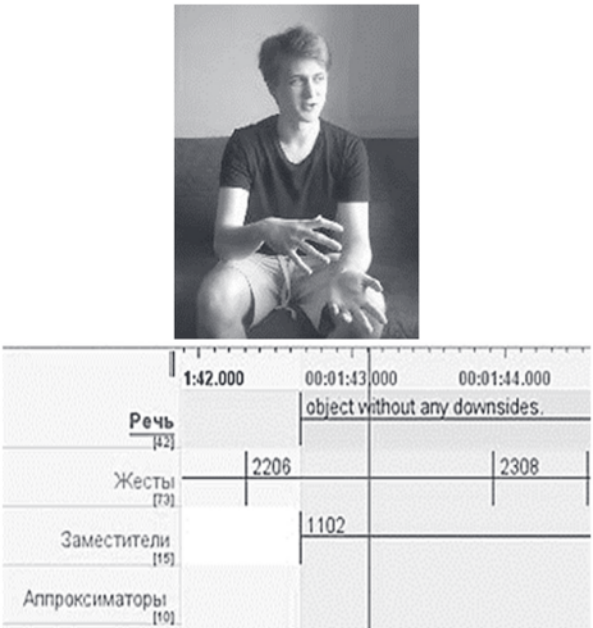 1:42.000 00:01:43.000 00:01:44.000
Речь object without any downsides.
[42]
Жесты 2206 2308
[73]
Заместители 1102
[15]
Аппроксиматоры
[10]